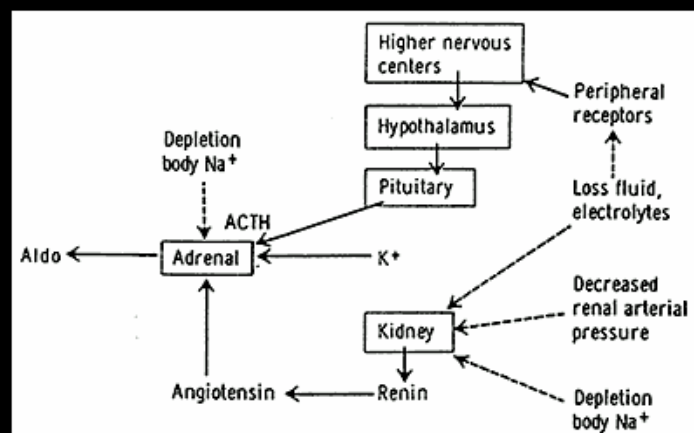 Higher nervous
centers
Peripheral
receptors
Hypothalamus
Depletion
body Na⁺
Pituitary
Loss fluid,
electrolytes
ACTH
Aldo
Adrenal
K⁺
Decreased
renal arterial
pressure
Kidney
Angiotensin
Renin
Depletion
body Na⁺